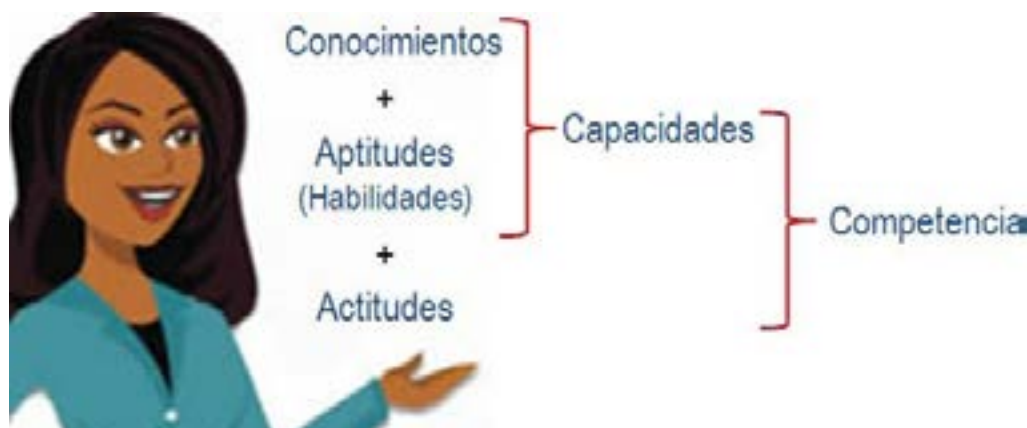 Conocimientos
+
Aptitudes
(Habilidades)
+
Actitudes
Capacidades
Competencia